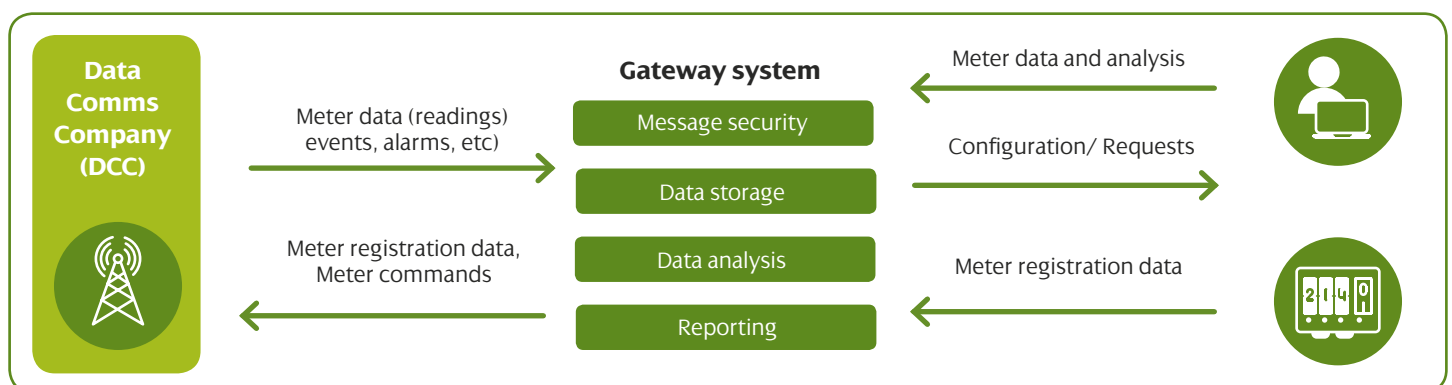 Data
Comms
Company
(DCC)
Meter data (readings)
events, alarms, etc)
Meter registration data,
Meter commands
Gateway system
Message security
Data storage
Data analysis
Reporting
Meter data and analysis
Configuration/ Requests
Meter registration data
2-1-4-0